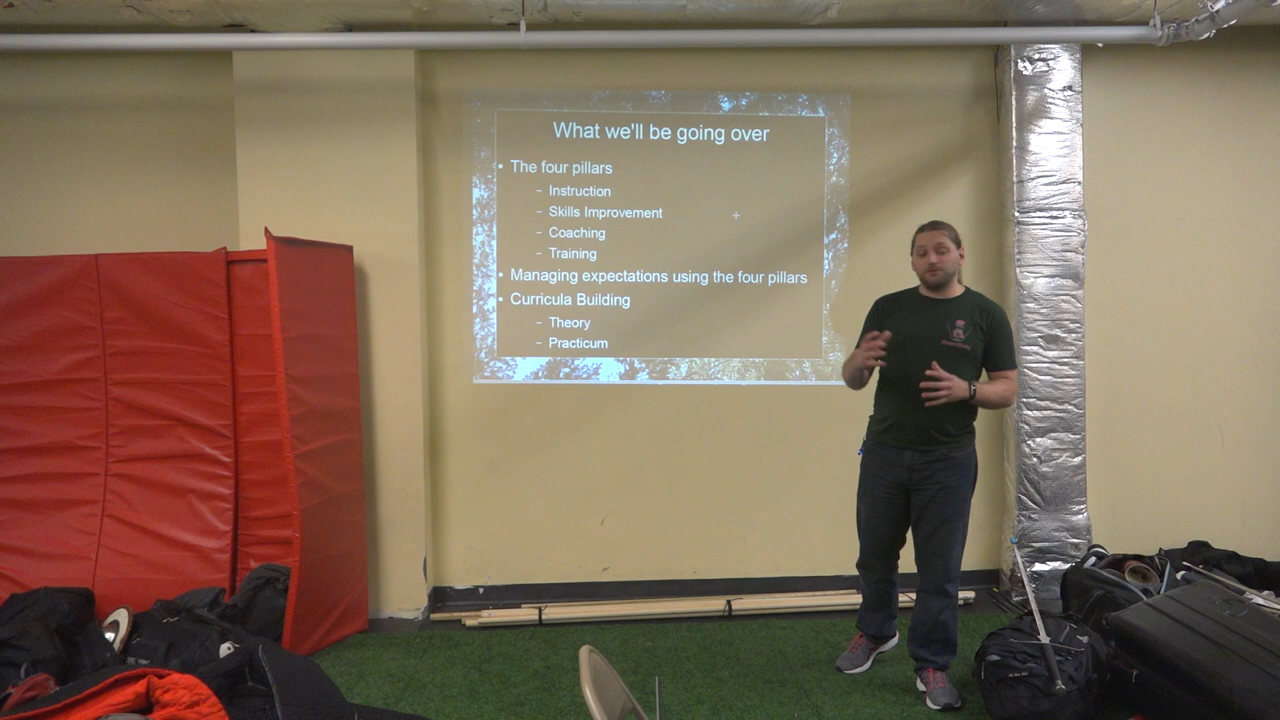 What we'll be going over
• The four pillars
– Instruction
– Skills Improvement
– Coaching
– Training
• Managing expectations using the four pillars
• Curricula Building
– Theory
– Practicum